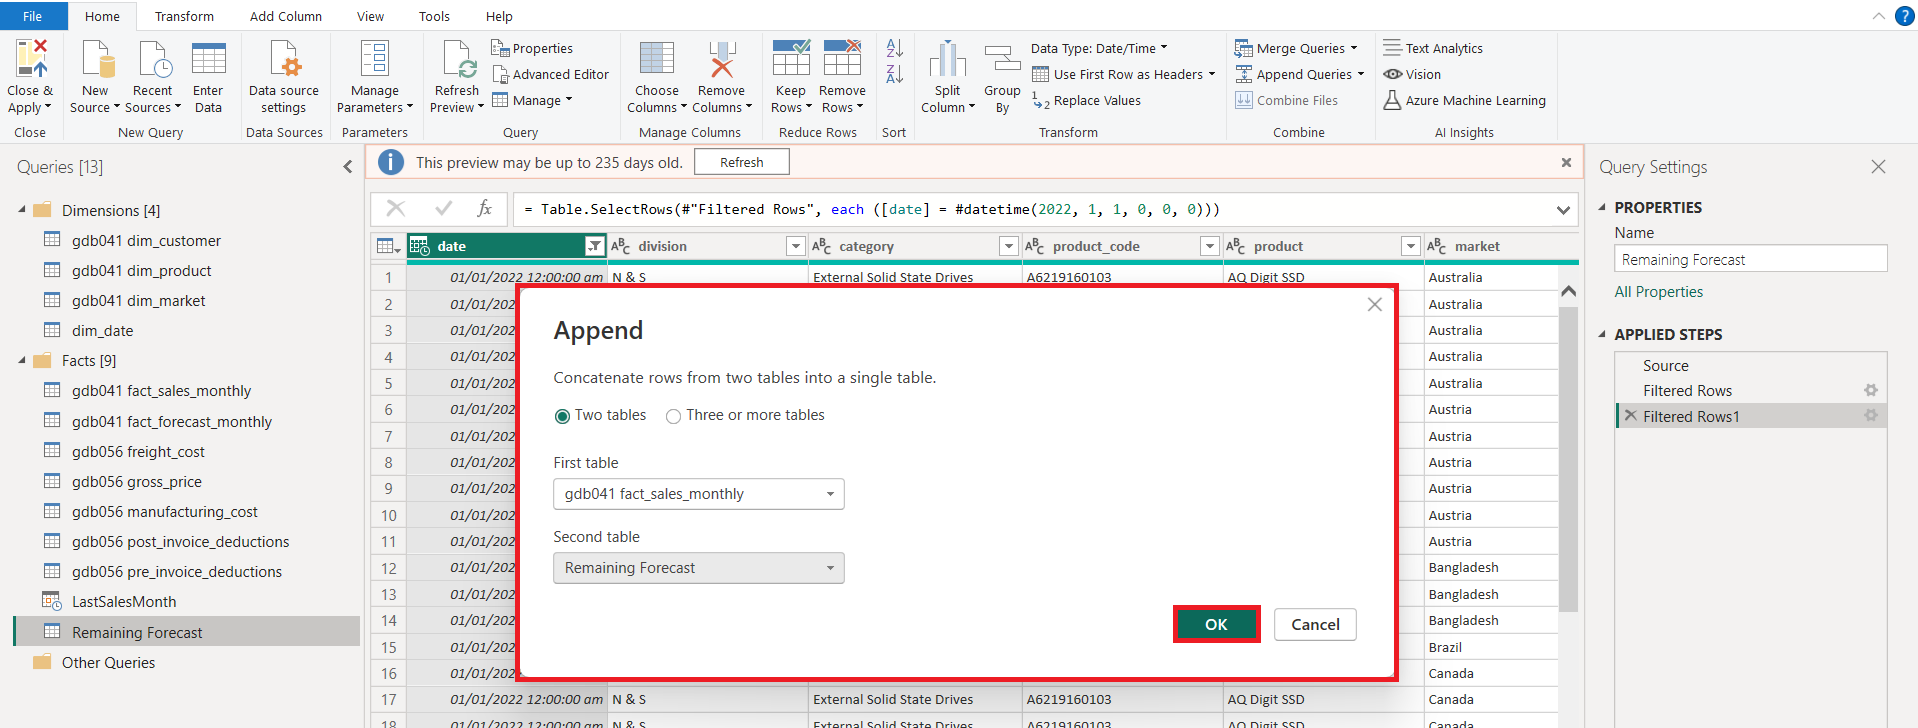 File Home Transform Add Column View Tools Help
Close & Apply
New Source
Recent Sources
Enter Data
Data source settings
Manage Parameters
Refresh Preview
Properties
Advanced Editor
Manage
Choose Columns
Remove Columns
Keep Rows
Remove Rows
Split Column
Group By
Data Type: Date/Time
Use First Row as Headers
Replace Values
Merge Queries
Append Queries
Combine Files
Text Analytics
Vision
Azure Machine Learning
Close New Query Data Sources Parameters Query Manage Columns Reduce Rows Sort Transform Combine AI Insights
Queries [13]
Dimensions [4]
gdb041 dim_customer
gdb041 dim_product
gdb041 dim_market
dim_date
Facts [9]
gdb041 fact_sales_monthly
gdb041 fact_forecast_monthly
gdb056 freight_cost
gdb056 gross_price
gdb056 manufacturing_cost
gdb056 post_invoice_deductions
gdb056 pre_invoice_deductions
LastSalesMonth
Remaining Forecast
Other Queries
This preview may be up to 235 days old. Refresh
fx = Table.SelectRows(#"Filtered Rows", each ([date] = #datetime(2022, 1, 1, 0, 0, 0)))
date ABC division ABC category ABC product_code ABC product ABC market
1 01/01/2022 12:00:00 am N & S External Solid State Drives A6219160103 AQ Digit SSD Australia
2 01/01/202 Australia
3 01/01/202 Australia
4 01/01/202 Australia
5 01/01/202 Australia
6 01/01/202 Austria
7 01/01/202 Austria
8 01/01/202 Austria
9 01/01/202 Austria
10 01/01/202 Austria
11 01/01/202 Austria
12 01/01/202 Bangladesh
13 01/01/202 Bangladesh
14 01/01/202 Bangladesh
15 01/01/202 Brazil
16 01/01/202 Canada
17 01/01/2022 12:00:00 am N & S External Solid State Drives A6219160103 AQ Digit SSD Canada
18 01/01/2022 12:00:00 am N & S External Solid State Drives A6219160103 AQ Digit SSD Canada
Append
Concatenate rows from two tables into a single table.
Two tables Three or more tables
First table
gdb041 fact_sales_monthly
Second table
Remaining Forecast
OK Cancel
Query Settings
PROPERTIES
Name
Remaining Forecast
All Properties
APPLIED STEPS
Source
Filtered Rows
Filtered Rows1